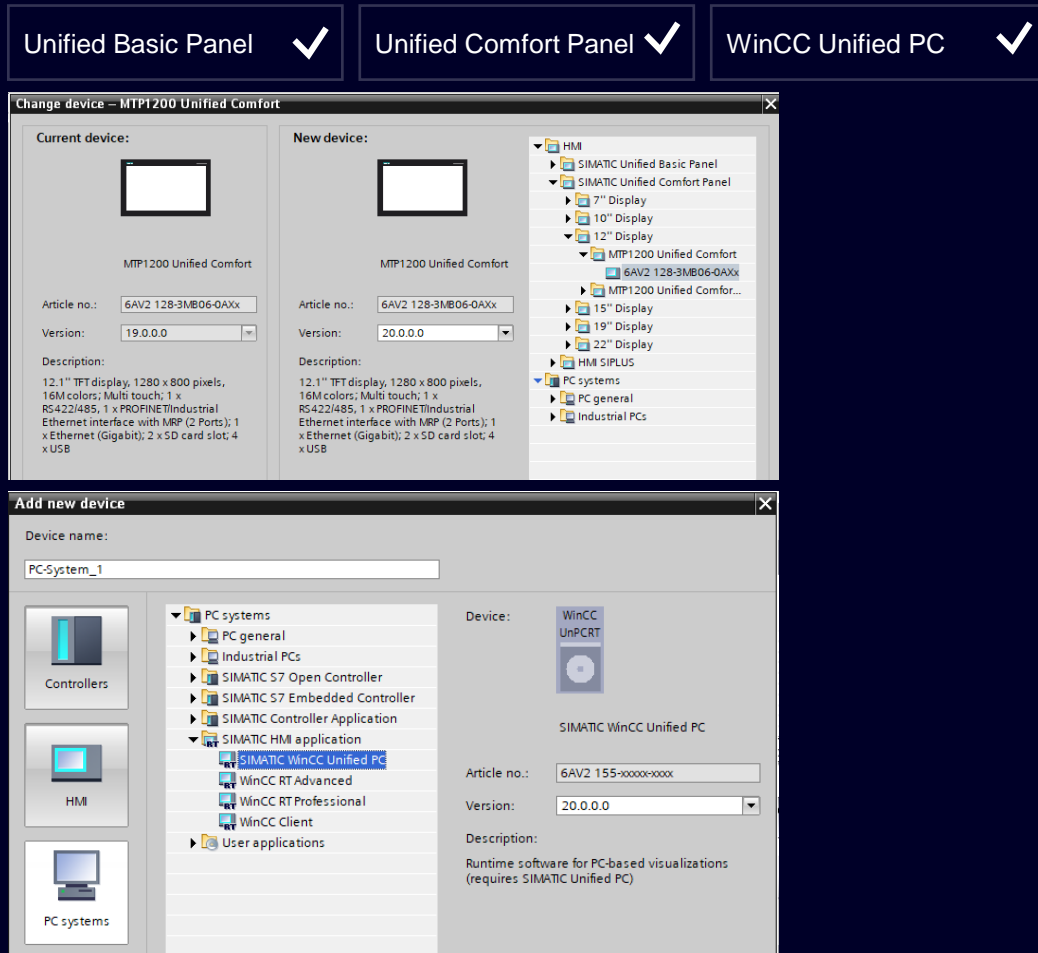 Unified Basic Panel
Unified Comfort Panel
WinCC Unified PC
Change device – MTP1200 Unified Comfort
Current device:
MTP1200 Unified Comfort
Article no.:
6AV2 128-3MB06-0AXx
Version:
19.0.0.0
Description:
12.1'' TFT display, 1280 x 800 pixels,
16M colors; Multi touch; 1 x
RS422/485, 1 x PROFINET/Industrial
Ethernet interface with MRP (2 Ports); 1
x Ethernet (Gigabit); 2 x SD card slot; 4
x USB
New device:
MTP1200 Unified Comfort
Article no.:
6AV2 128-3MB06-0AXx
Version:
20.0.0.0
Description:
12.1'' TFT display, 1280 x 800 pixels,
16M colors; Multi touch; 1 x
RS422/485, 1 x PROFINET/Industrial
Ethernet interface with MRP (2 Ports); 1
x Ethernet (Gigabit); 2 x SD card slot; 4
x USB
HMI
SIMATIC Unified Basic Panel
SIMATIC Unified Comfort Panel
7'' Display
10'' Display
12'' Display
MTP1200 Unified Comfort
6AV2 128-3MB06-0AXx
MTP1200 Unified Comfor...
15'' Display
19'' Display
22'' Display
HMI SIPLUS
PC systems
PC general
Industrial PCs
Add new device
Device name:
PC-System_1
Controllers
HMI
PC systems
PC systems
PC general
Industrial PCs
SIMATIC S7 Open Controller
SIMATIC S7 Embedded Controller
SIMATIC Controller Application
SIMATIC HMI application
SIMATIC WinCC Unified PC
WinCC RT Advanced
WinCC RT Professional
WinCC Client
User applications
Device:
WinCC
UnPCRT
SIMATIC WinCC Unified PC
Article no.:
6AV2 155-xxxxx-xxxx
Version:
20.0.0.0
Description:
Runtime software for PC-based visualizations
(requires SIMATIC Unified PC)